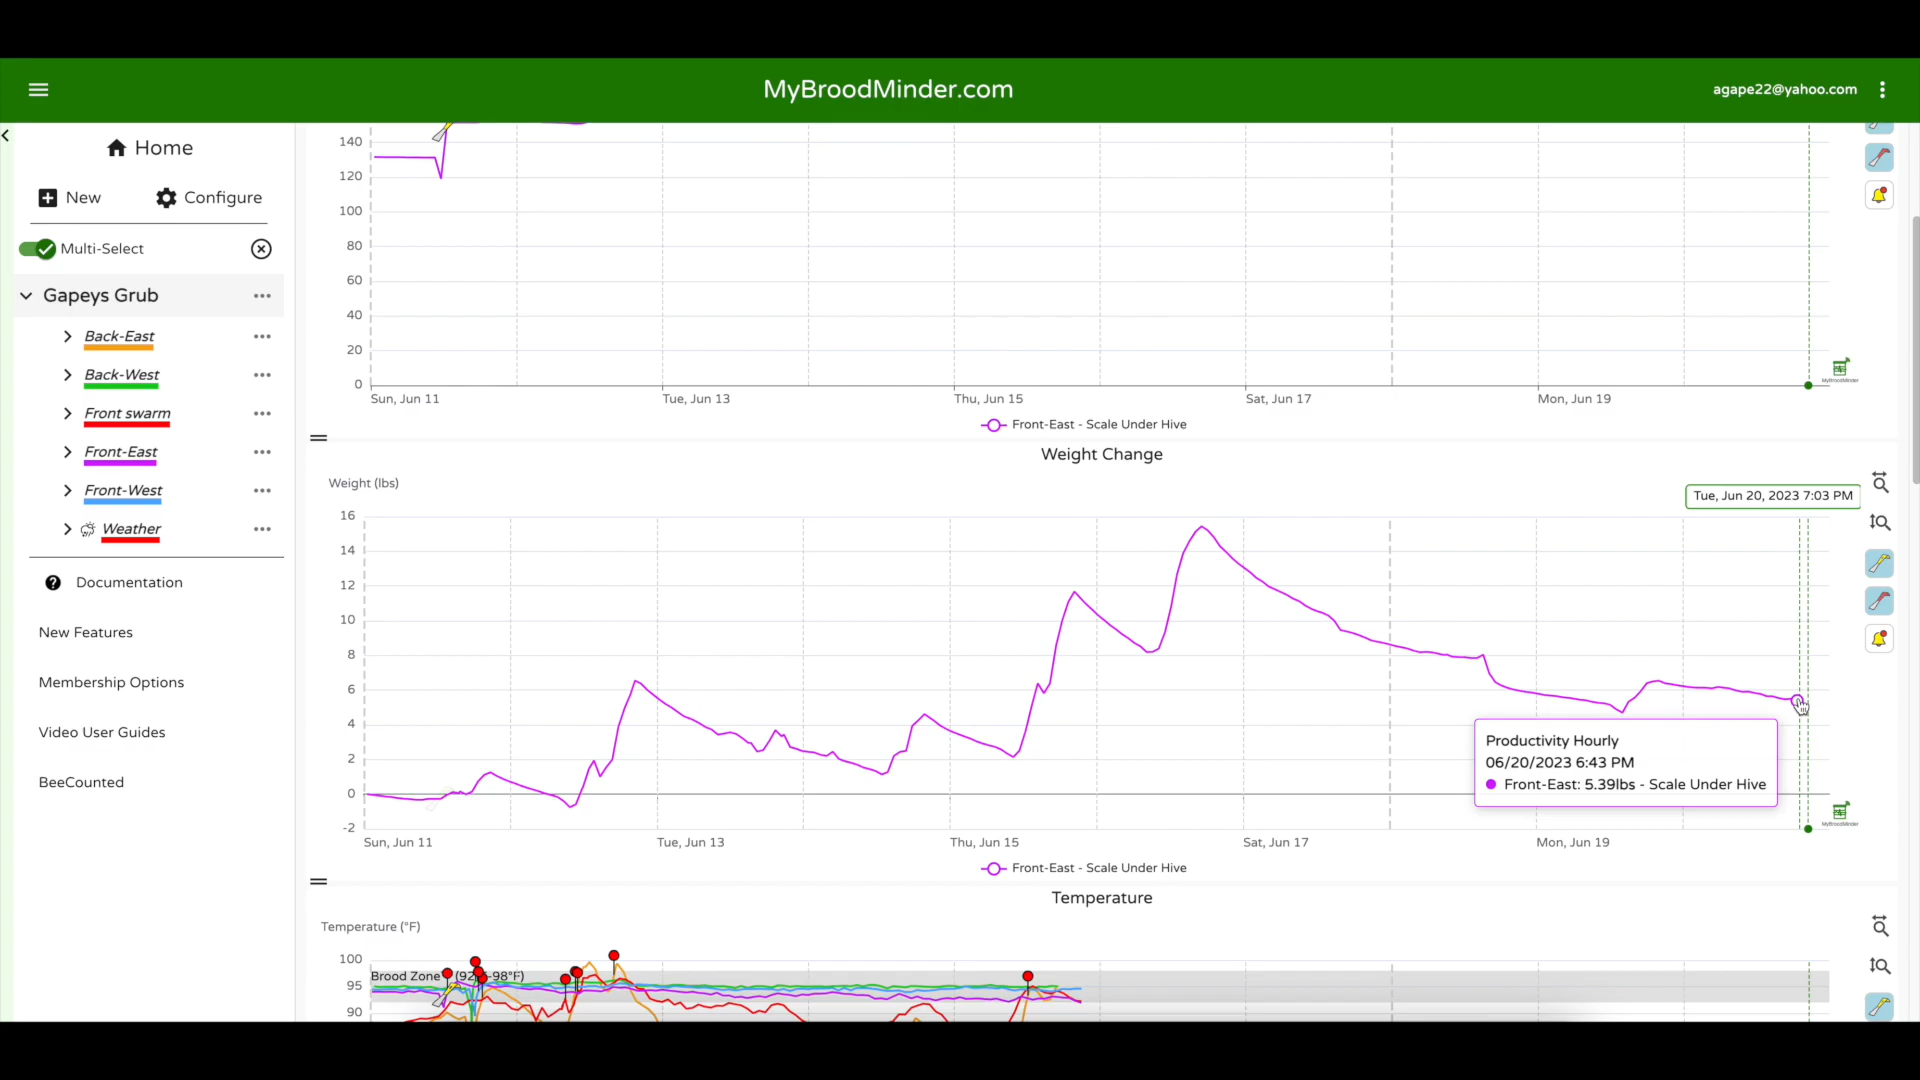 MyBroodMinder.com
agape22@yahoo.com
Home
New
Configure
Multi-Select
Gapeys Grub
Back-East
Back-West
Front swarm
Front-East
Front-West
Weather
Documentation
New Features
Membership Options
Video User Guides
BeeCounted
140
120
100
80
60
40
20
0
Sun, Jun 11
Tue, Jun 13
Thu, Jun 15
Sat, Jun 17
Mon, Jun 19
MyBroodMinder
Front-East - Scale Under Hive
Weight Change
Weight (lbs)
Tue, Jun 20, 2023 7:03 PM
16
14
12
10
8
6
4
2
0
-2
Productivity Hourly
06/20/2023 6:43 PM
Front-East: 5.39lbs - Scale Under Hive
MyBroodMinder
Sun, Jun 11
Tue, Jun 13
Thu, Jun 15
Sat, Jun 17
Mon, Jun 19
Front-East - Scale Under Hive
Temperature
Temperature (°F)
100
95
90
Brood Zone (92 -98°F)